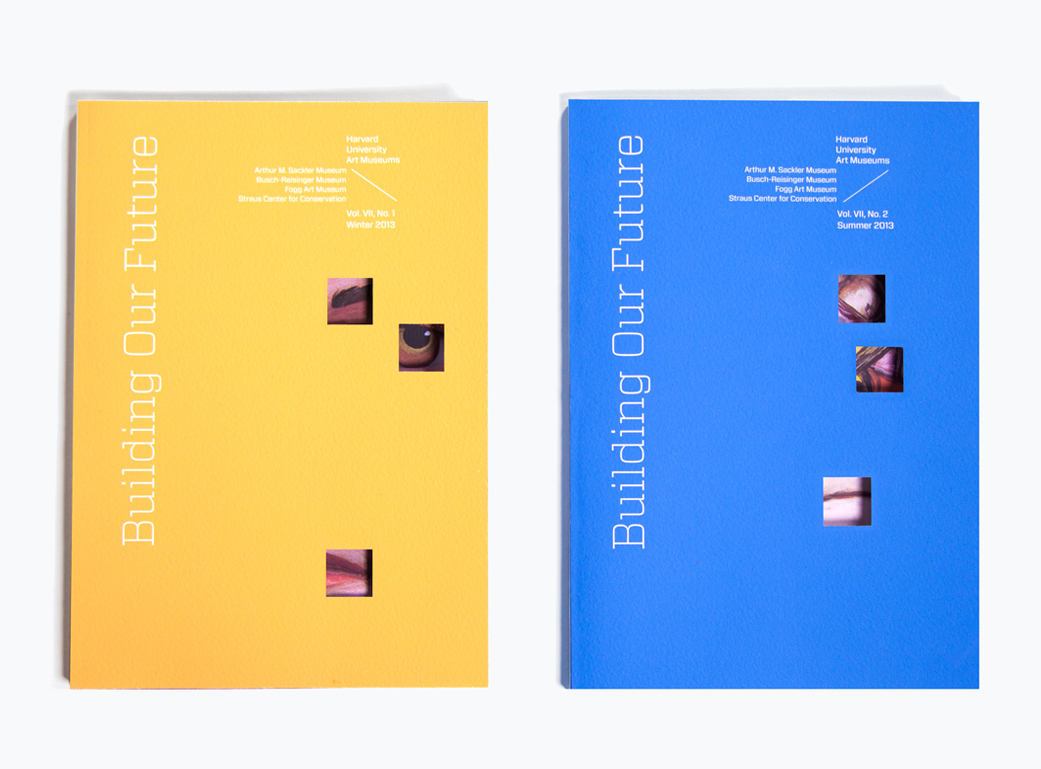 Building Our Future
Harvard
University
Art Museums
Arthur M. Sackler Museum
Busch-Reisinger Museum
Fogg Art Museum
Straus Center for Conservation
Vol. VII, No. 1
Winter 2013
Building Our Future
Harvard
University
Art Museums
Arthur M. Sackler Museum
Busch-Reisinger Museum
Fogg Art Museum
Straus Center for Conservation
Vol. VII, No. 2
Summer 2013